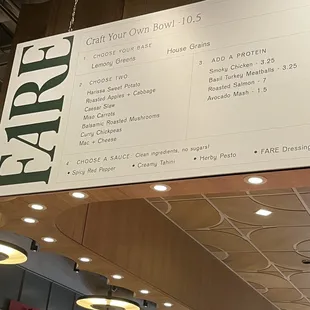 FARE
Craft Your Own Bowl · 10.5
1 CHOOSE YOUR BASE
Lemony Greens House Grains
2 CHOOSE TWO
Harissa Sweet Potato
Roasted Apples + Cabbage
Caesar Slaw
Miso Carrots
Balsamic Roasted Mushrooms
Curry Chickpeas
Mac + Cheese
3 ADD A PROTEIN
Smoky Chicken · 3.25
Basil Turkey Meatballs · 3.25
Roasted Salmon · 7
Avocado Mash · 1.5
4 CHOOSE A SAUCE Clean ingredients, no sugar!
• Spicy Red Pepper • Creamy Tahini • Herby Pesto • FARE Dressing